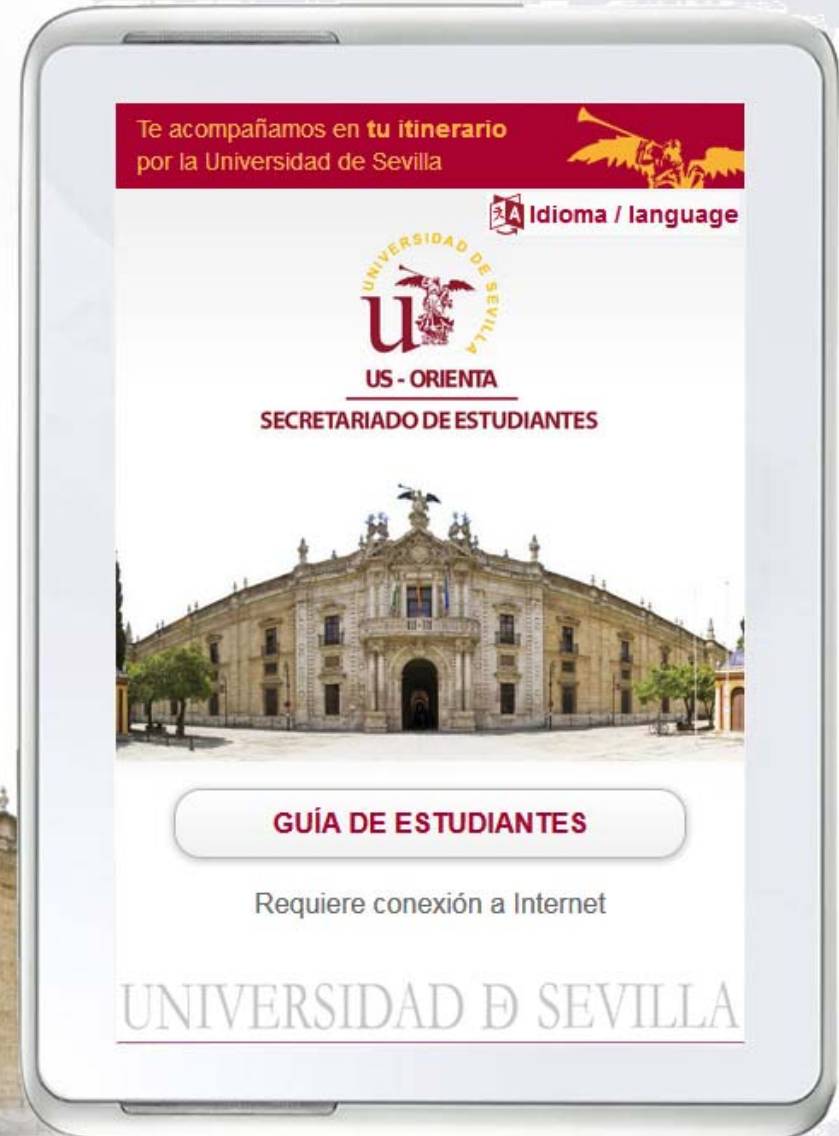 Te acompañamos en tu itinerario
por la Universidad de Sevilla
Idioma / language
UNIVERSIDAD DE SEVILLA
US - ORIENTA
SECRETARIADO DE ESTUDIANTES
GUÍA DE ESTUDIANTES
Requiere conexión a Internet
UNIVERSIDAD Đ SEVILLA